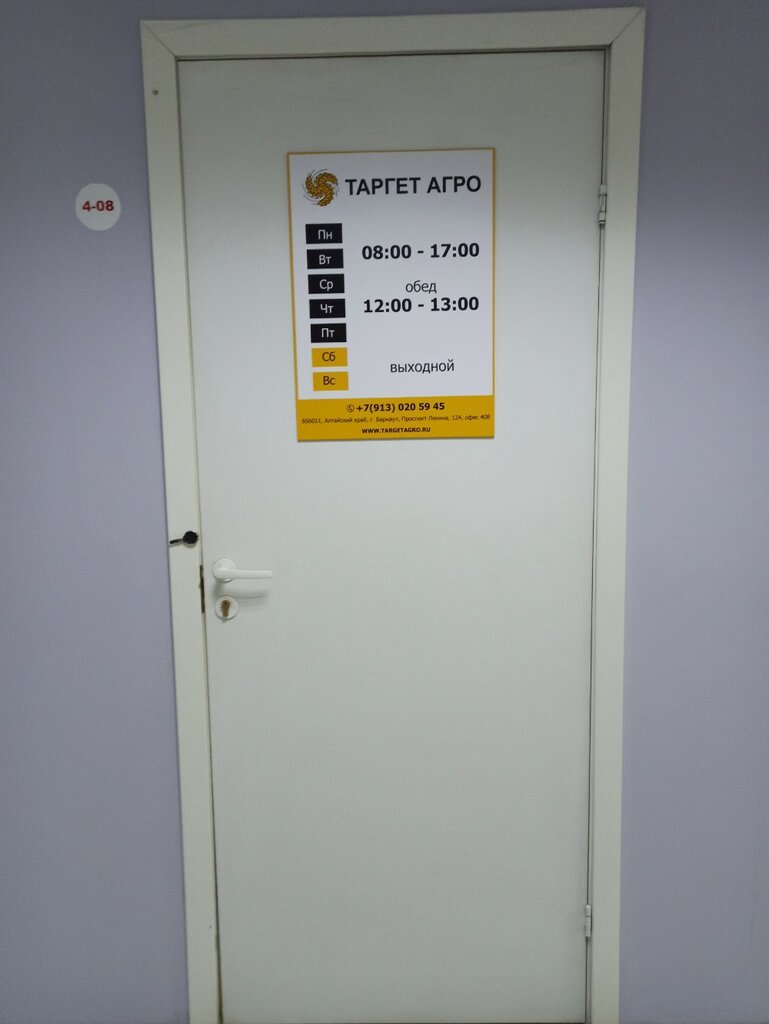 4-08
ТАРГЕТ АГРО
Пн
Вт
Ср
Чт
Пт
Сб
Вс
08:00 - 17:00
обед
12:00 - 13:00
выходной
+7(913) 020 59 45
656011, Алтайский край, г. Барнаул, Проспект Ленина, 124, офис 408
WWW.TARGETAGRO.RU